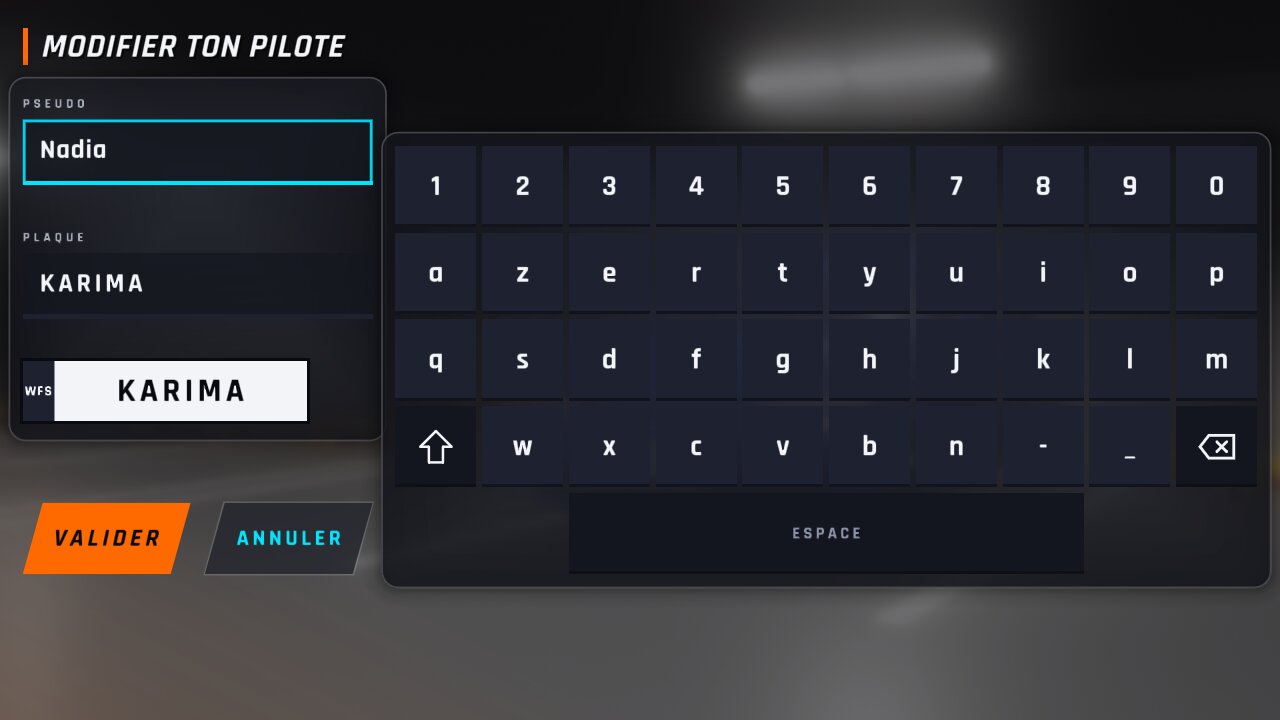 MODIFIER TON PILOTE
PSEUDO
Nadia
PLAQUE
KARIMA
WFS KARIMA
VALIDER ANNULER
1 2 3 4 5 6 7 8 9 0
a z e r t y u i o p
q s d f g h j k l m
w x c v b n - _
ESPACE